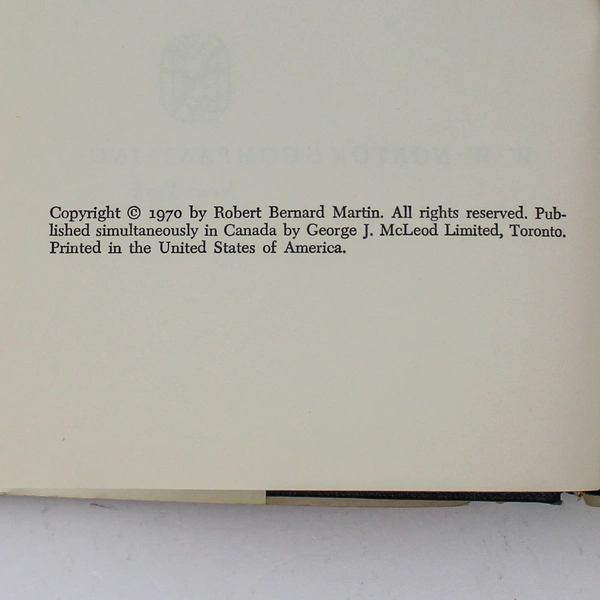 Copyright © 1970 by Robert Bernard Martin. All rights reserved. Pub-
lished simultaneously in Canada by George J. McLeod Limited, Toronto.
Printed in the United States of America.